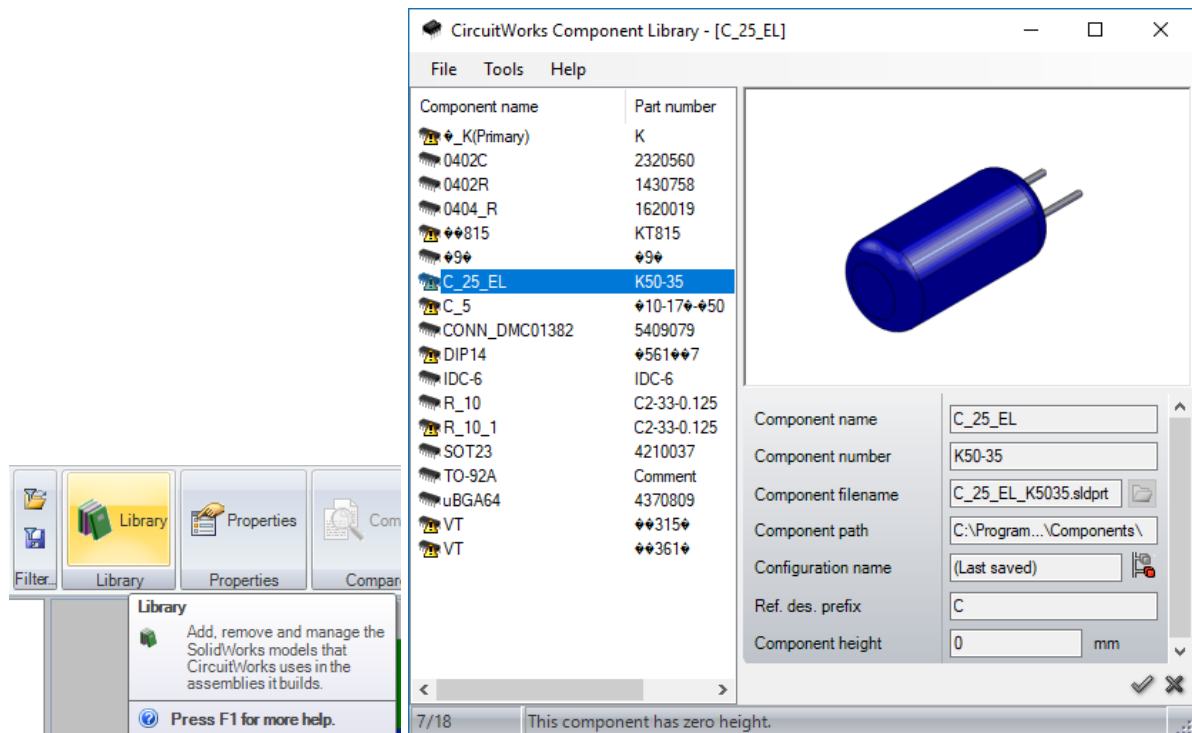 CircuitWorks Component Library - [C_25_EL]
File Tools Help
Component name Part number
�_K(Primary) K
0402C 2320560
0402R 1430758
0404_R 1620019
��815 KT815
�9� �9�
C_25_EL K50-35
C_5 �10-17�-�50
CONN_DMC01382 5409079
DIP14 �561��7
IDC-6 IDC-6
R_10 C2-33-0.125
R_10_1 C2-33-0.125
SOT23 4210037
TO-92A Comment
uBGA64 4370809
VT ��315�
VT ��361�
Component name C_25_EL
Component number K50-35
Component filename C_25_EL_K5035.sldprt
Component path C:\Program...\Components\
Configuration name (Last saved)
Ref. des. prefix C
Component height 0 mm
7/18 This component has zero height.
Library Properties Com
Filter... Library Properties Compar
Library
Add, remove and manage the
SolidWorks models that
CircuitWorks uses in the
assemblies it builds.
Press F1 for more help.